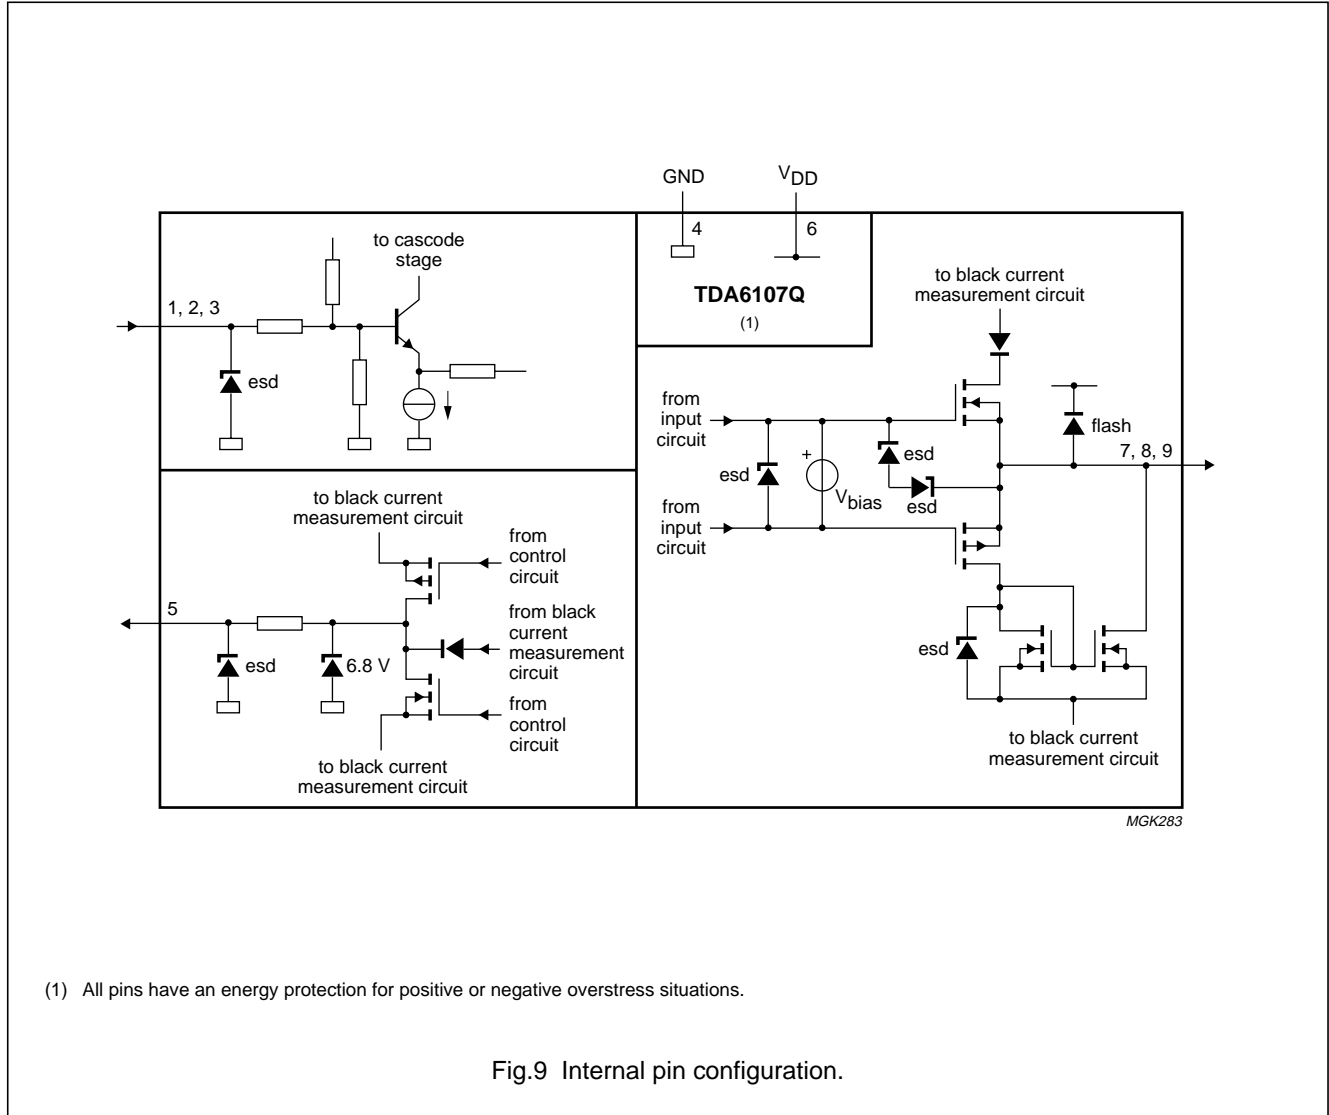 GND
VDD
4
6
TDA6107Q
(1)
to cascode
stage
1, 2, 3
esd
to black current
measurement circuit
from
control
circuit
5
from black
current
measurement
circuit
esd
6.8 V
from
control
circuit
to black current
measurement circuit
to black current
measurement circuit
from
input
circuit
flash
7, 8, 9
esd
esd
+
Vbias
esd
from
input
circuit
esd
to black current
measurement circuit
MGK283
(1) All pins have an energy protection for positive or negative overstress situations.
Fig.9 Internal pin configuration.